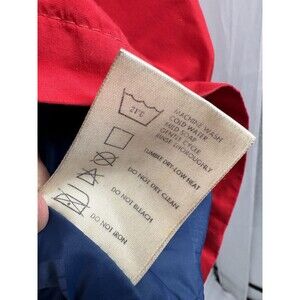 21°C
MACHINE WASH
COLD WATER
MILD SOAP
GENTLE CYCLE
RINSE THOROUGHLY
TUMBLE DRY, LOW HEAT
DO NOT DRY CLEAN
DO NOT BLEACH
DO NOT IRON